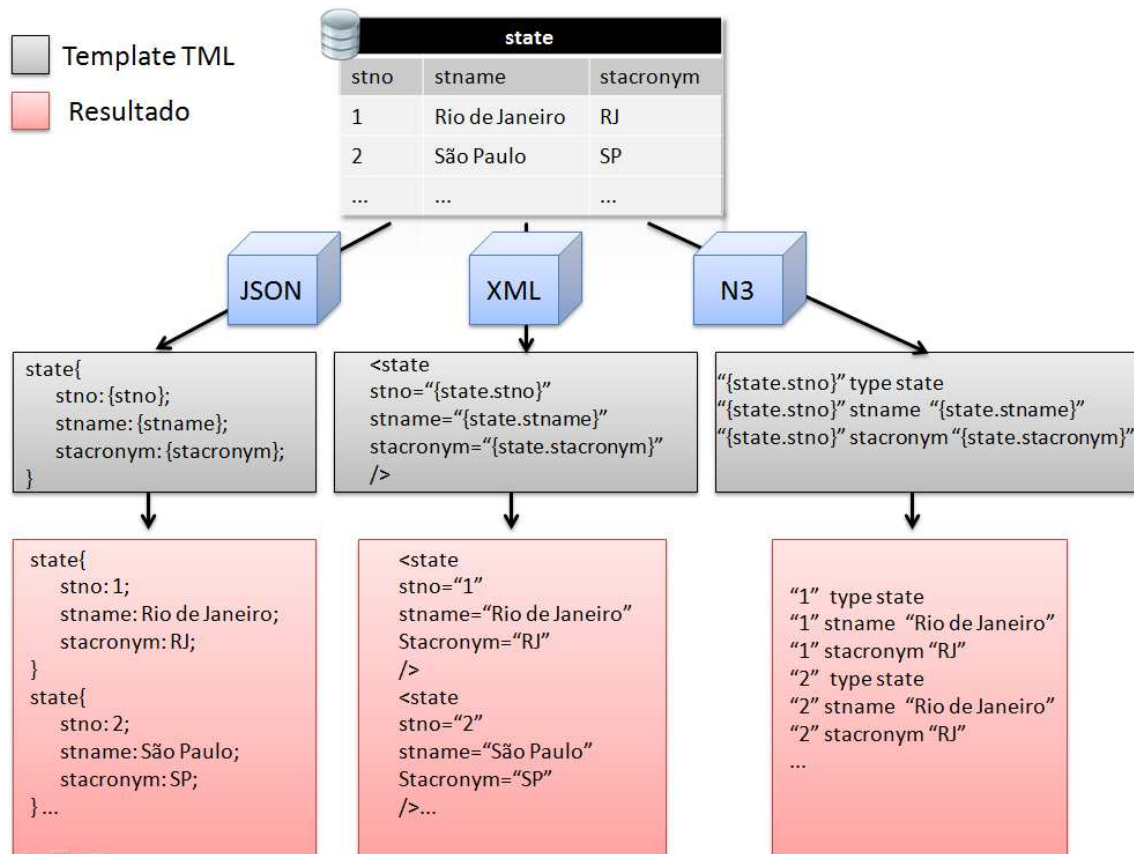 Template TML
Resultado
state
stno stname stacronym
1 Rio de Janeiro RJ
2 São Paulo SP
... ... ...
JSON
XML
N3
state{
stno: {stno};
stname: {stname};
stacronym: {stacronym};
}
<state
stno=“{state.stno}”
stname=“{state.stname}”
stacronym=“{state.stacronym}”
/>
“{state.stno}” type state
“{state.stno}” stname “{state.stname}”
“{state.stno}” stacronym “{state.stacronym}”
state{
stno: 1;
stname: Rio de Janeiro;
stacronym: RJ;
}
state{
stno: 2;
stname: São Paulo;
stacronym: SP;
} ...
<state
stno=“1”
stname=“Rio de Janeiro”
Stacronym=“RJ”
/>
<state
stno=“2”
stname=“São Paulo”
Stacronym=“SP”
/>...
“1” type state
“1” stname “Rio de Janeiro”
“1” stacronym “RJ”
“2” type state
“2” stname “Rio de Janeiro”
“2” stacronym “RJ”
...